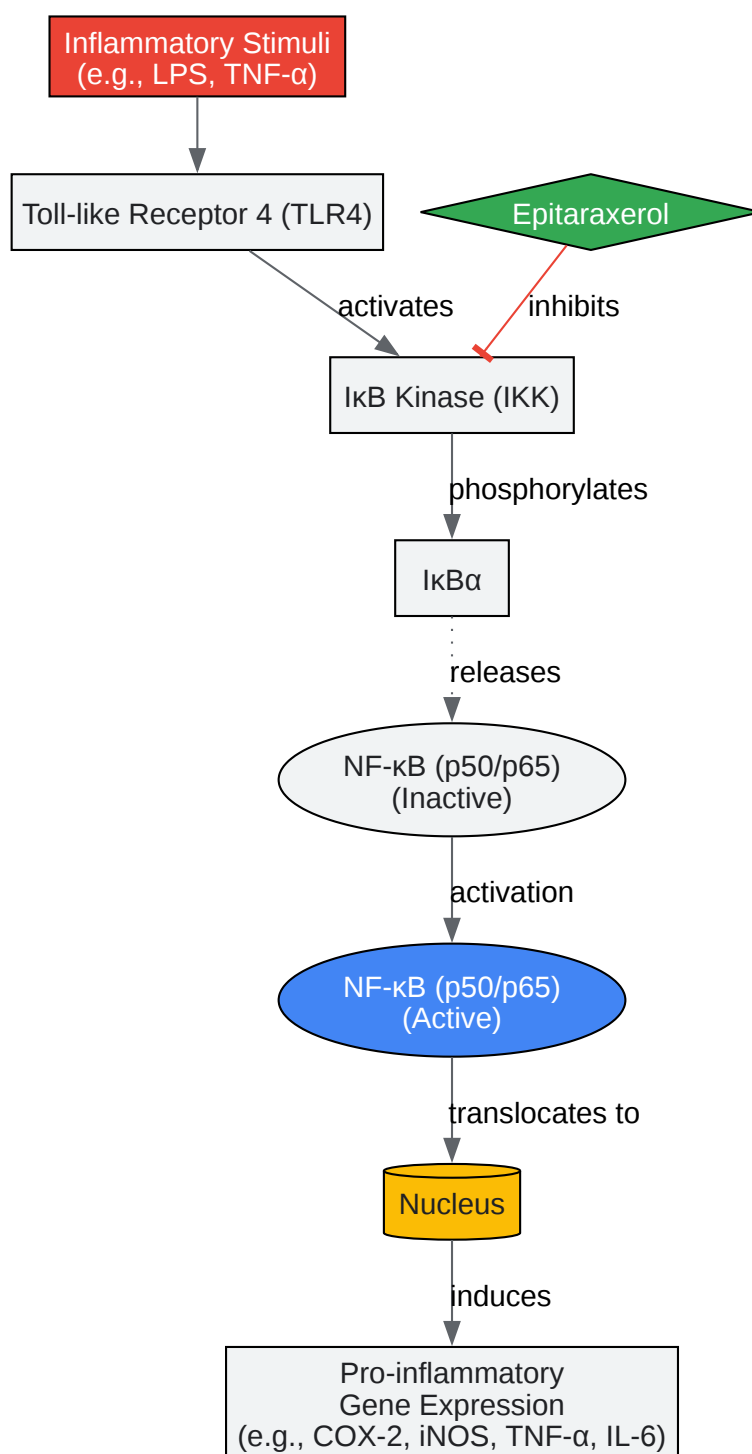 Inflammatory Stimuli
(e.g., LPS, TNF-α)
Toll-like Receptor 4 (TLR4)
Epitaraxerol
activates
inhibits
IκB Kinase (IKK)
phosphorylates
IκBα
releases
NF-κB (p50/p65)
(Inactive)
activation
NF-κB (p50/p65)
(Active)
translocates to
Nucleus
induces
Pro-inflammatory
Gene Expression
(e.g., COX-2, iNOS, TNF-α, IL-6)